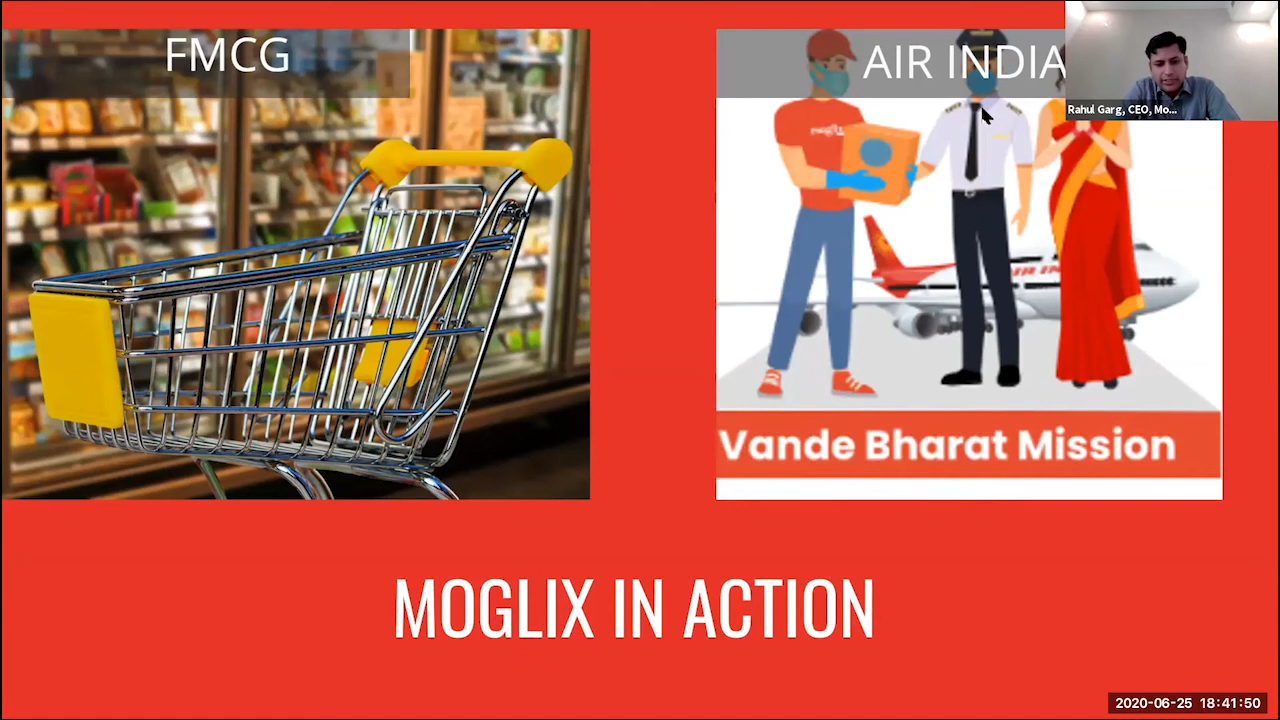 FMCG
AIR INDIA
Rahul Garg, CEO, Mo...
Vande Bharat Mission
MOGLIX IN ACTION
2020-06-25 18:41:50